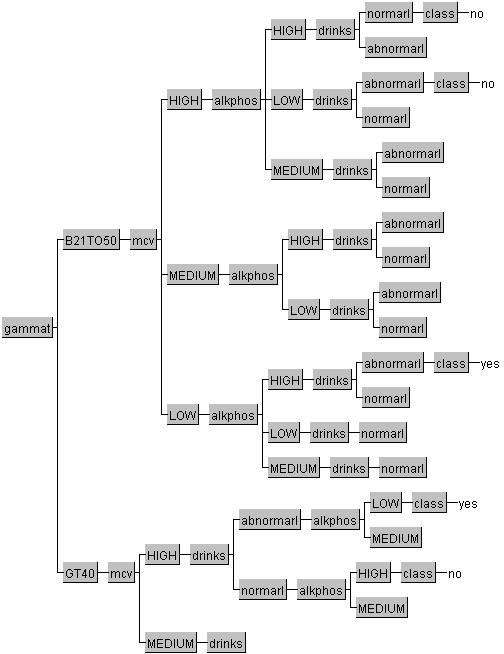 normarl class no
HIGH drinks
abnormarl
HIGH alkphos LOW drinks abnormarl class no
normarl
abnormarl
MEDIUM drinks
normarl
B21TO50 mcv
abnormarl
HIGH drinks
normarl
MEDIUM alkphos
abnormarl
LOW drinks
normarl
gammat
abnormarl class yes
HIGH drinks
normarl
LOW alkphos
LOW drinks normarl
MEDIUM drinks normarl
LOW class yes
abnormarl alkphos
MEDIUM
HIGH drinks
GT40 mcv
HIGH class no
normarl alkphos
MEDIUM
MEDIUM drinks